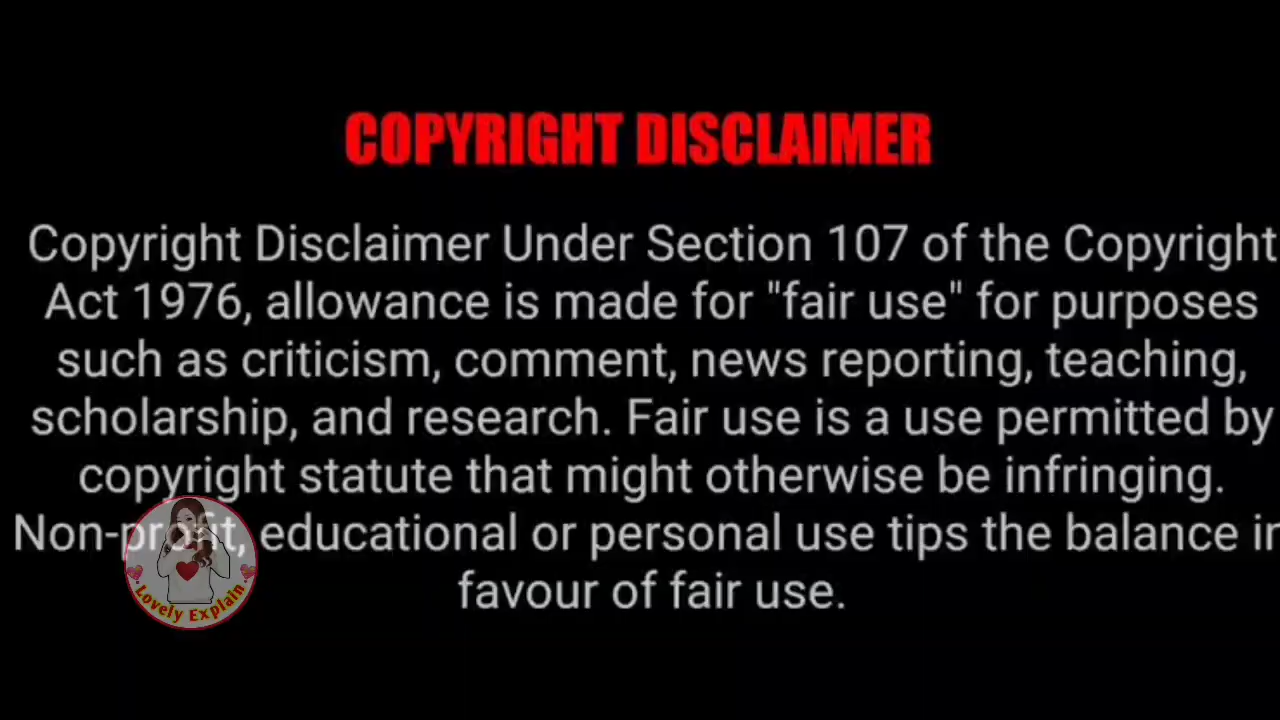 COPYRIGHT DISCLAIMER
Copyright Disclaimer Under Section 107 of the Copyright
Act 1976, allowance is made for "fair use" for purposes
such as criticism, comment, news reporting, teaching,
scholarship, and research. Fair use is a use permitted by
copyright statute that might otherwise be infringing.
Non-profit, educational or personal use tips the balance in
favour of fair use.
Lovely Explain